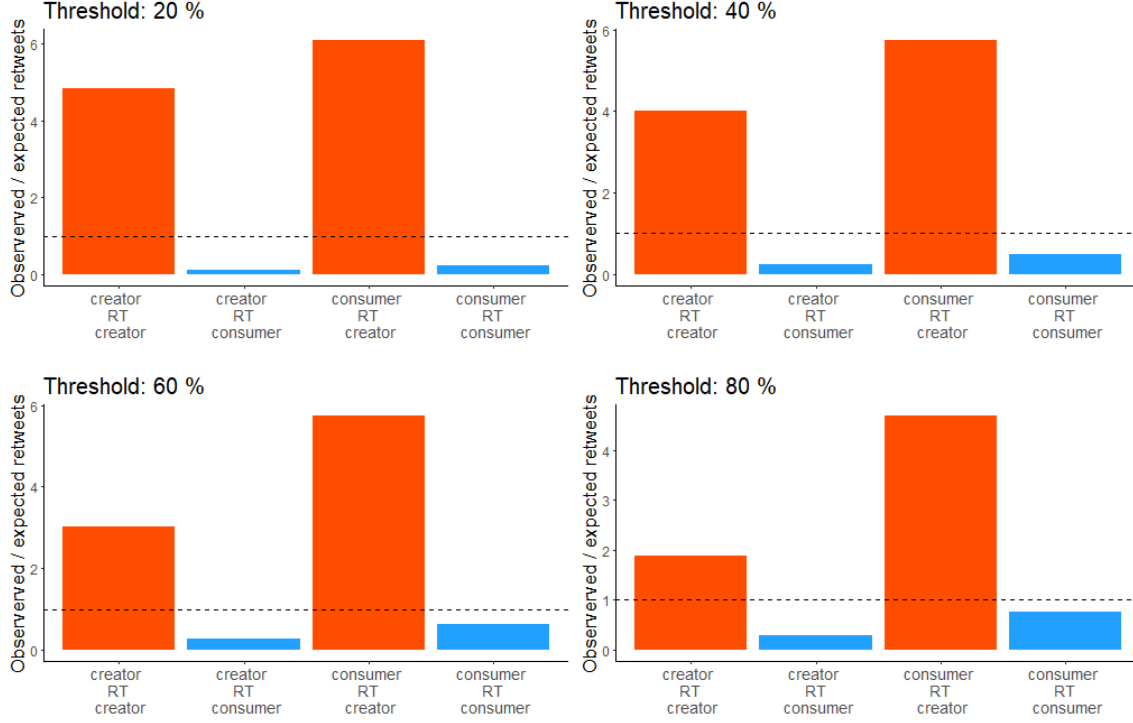 Threshold: 20 %
Observerved / expected retweets
6
4
2
0
creator RT creator
creator RT consumer
consumer RT creator
consumer RT consumer
Threshold: 40 %
Observerved / expected retweets
6
4
2
0
creator RT creator
creator RT consumer
consumer RT creator
consumer RT consumer
Threshold: 60 %
Observerved / expected retweets
6
4
2
0
creator RT creator
creator RT consumer
consumer RT creator
consumer RT consumer
Threshold: 80 %
Observerved / expected retweets
4
3
2
1
0
creator RT creator
creator RT consumer
consumer RT creator
consumer RT consumer